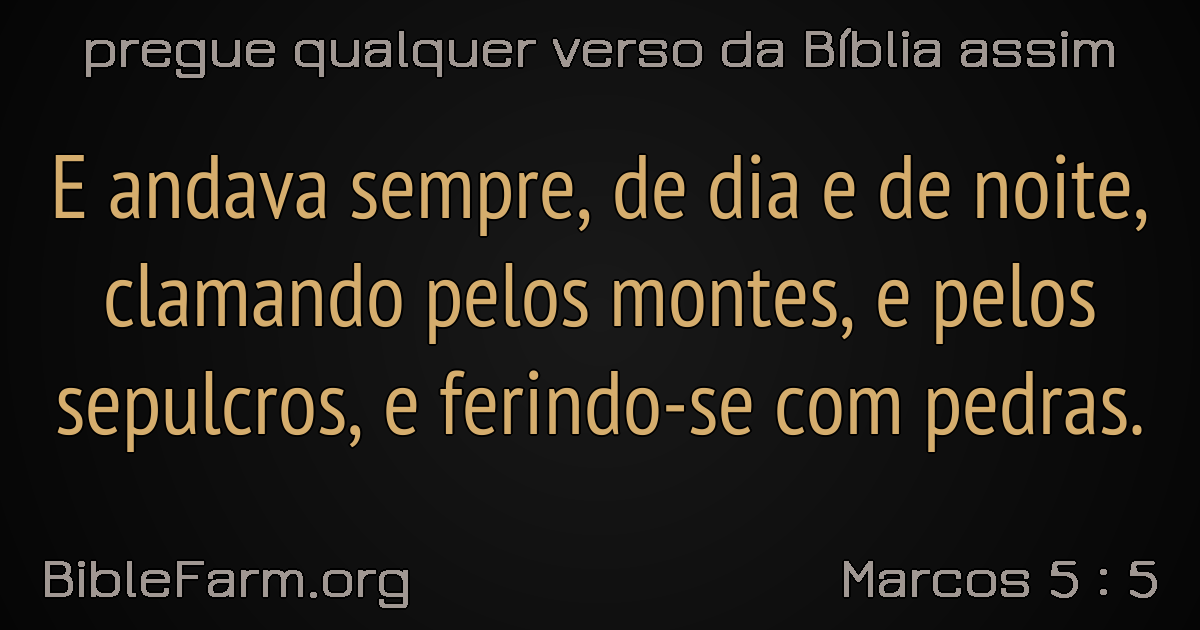 pregue qualquer verso da Bíblia assim
E andava sempre, de dia e de noite,
clamando pelos montes, e pelos
sepulcros, e ferindo-se com pedras.
BibleFarm.org
Marcos 5 : 5